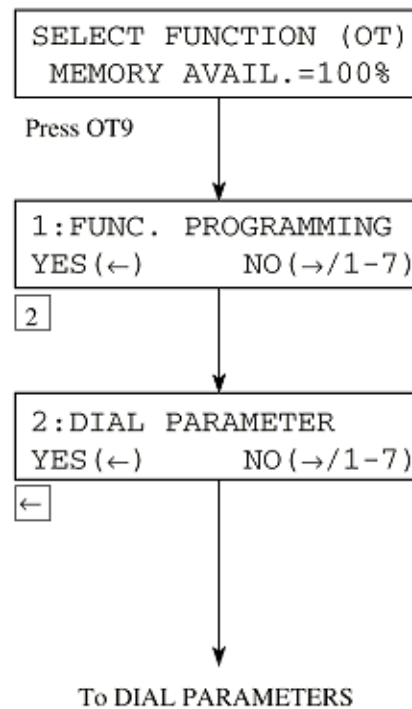 SELECT FUNCTION (OT)
MEMORY AVAIL.=100%
Press OT9
1:FUNC. PROGRAMMING
YES(←) NO(→/1-7)
2
2:DIAL PARAMETER
YES(←) NO(→/1-7)
←
To DIAL PARAMETERS